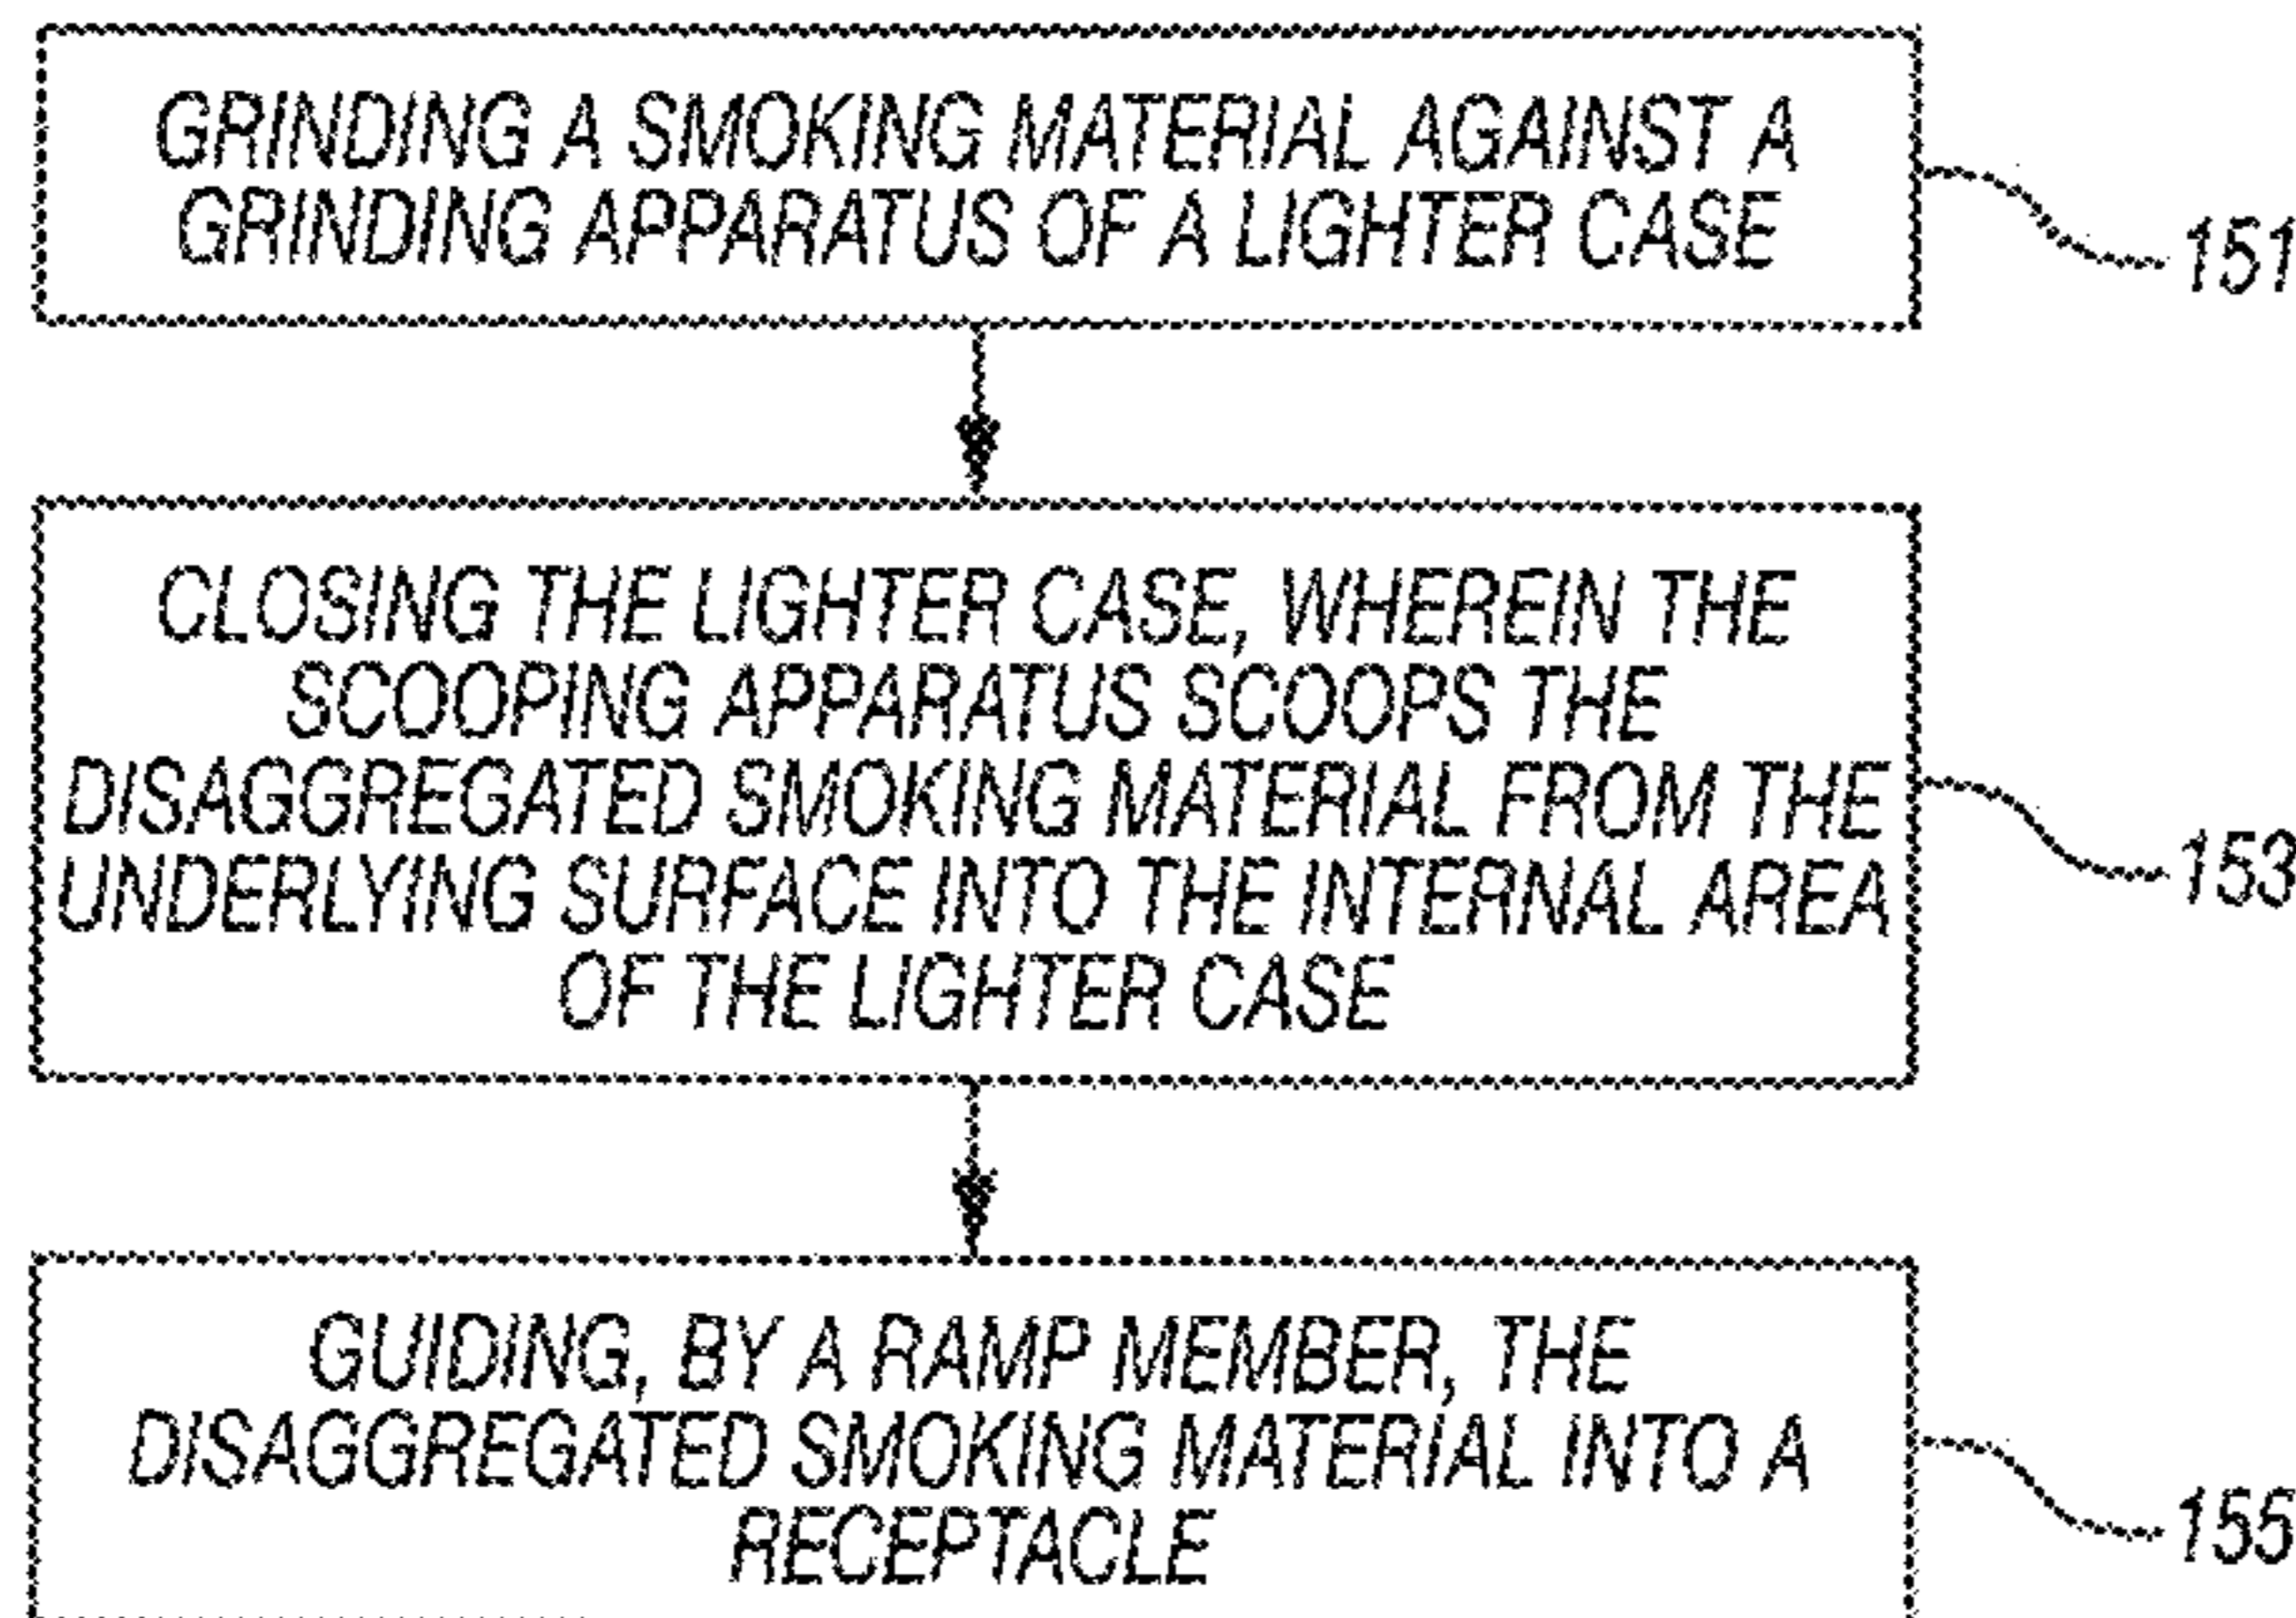 GRINDING A SMOKING MATERIAL AGAINST A
GRINDING APPARATUS OF A LIGHTER CASE
151
CLOSING THE LIGHTER CASE, WHEREIN THE
SCOOPING APPARATUS SCOOPS THE
DISAGGREGATED SMOKING MATERIAL FROM THE
UNDERLYING SURFACE INTO THE INTERNAL AREA
OF THE LIGHTER CASE
153
GUIDING, BY A RAMP MEMBER, THE
DISAGGREGATED SMOKING MATERIAL INTO A
RECEPTACLE
155